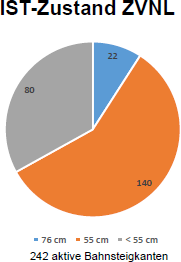 IST-Zustand ZVNL
22
80
140
76 cm 55 cm < 55 cm
242 aktive Bahnsteigkanten